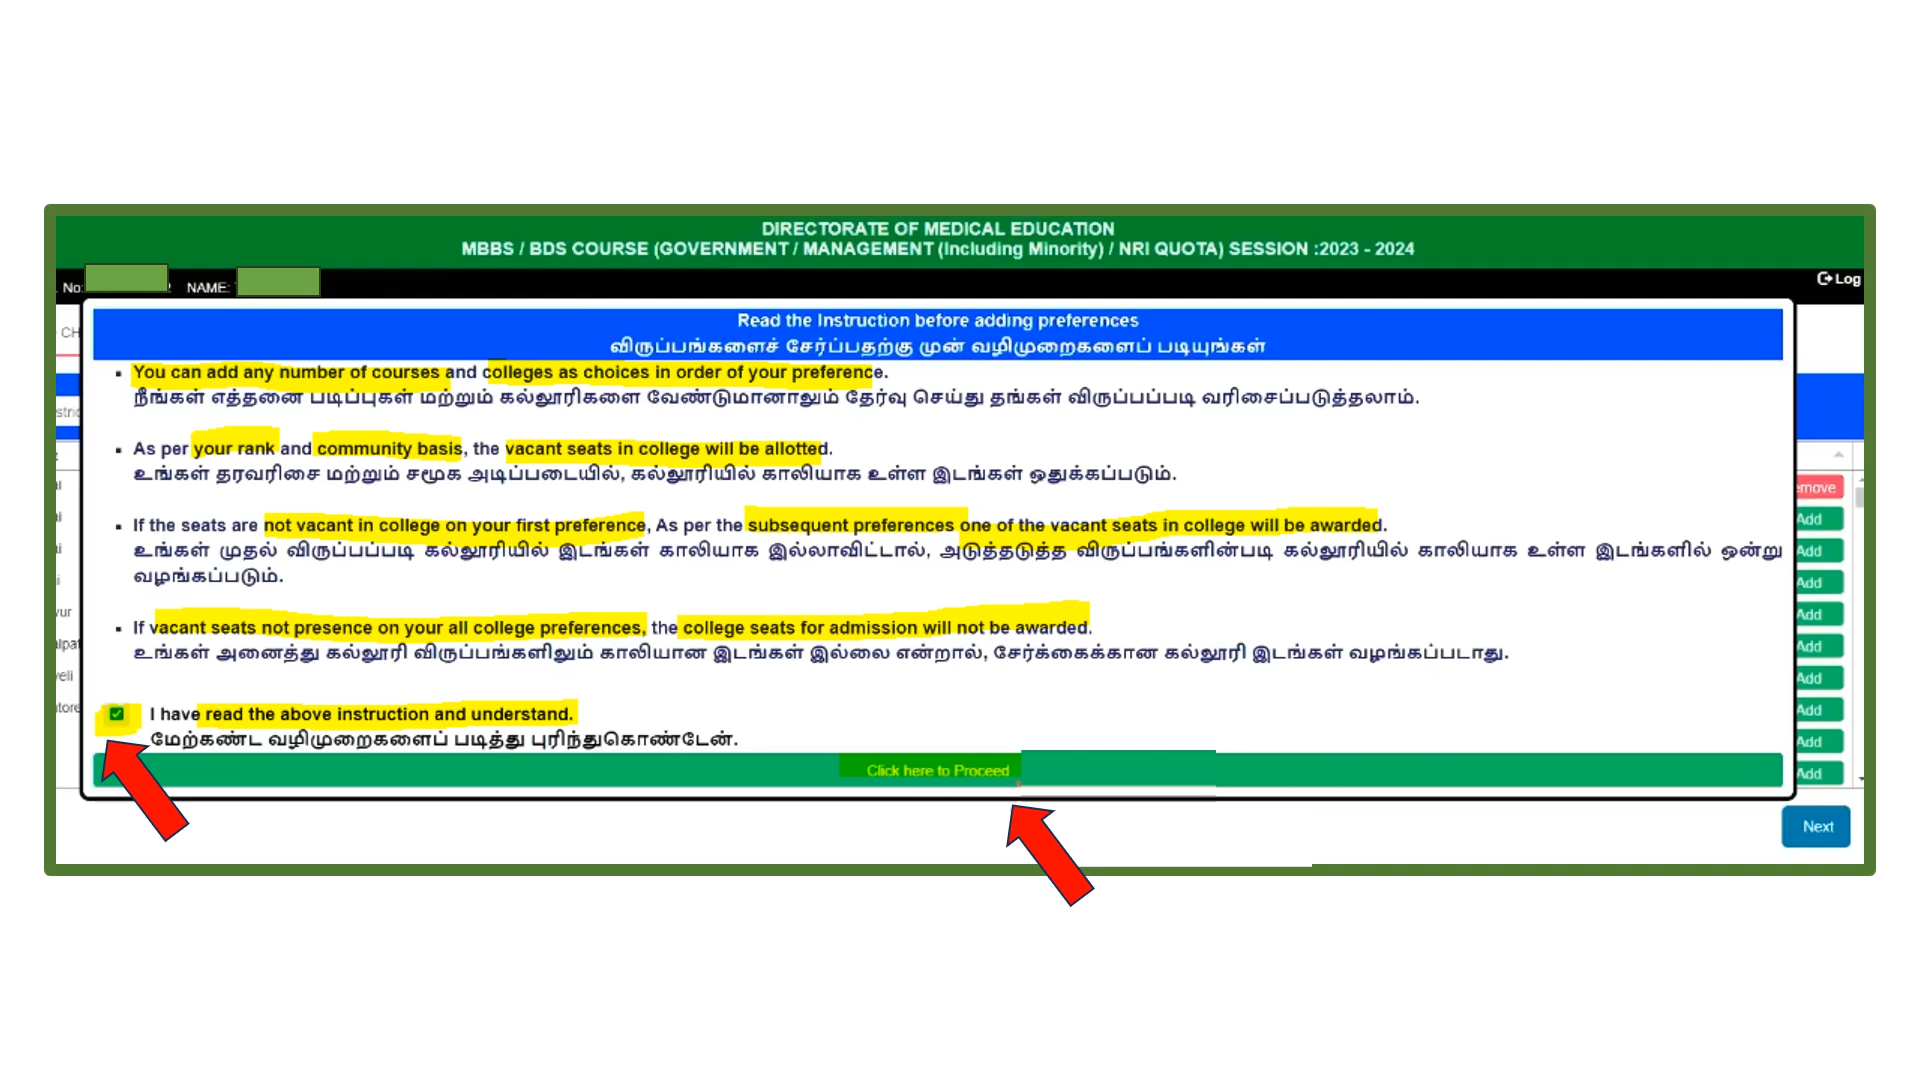 DIRECTORATE OF MEDICAL EDUCATION
MBBS / BDS COURSE (GOVERNMENT / MANAGEMENT (Including Minority) / NRI QUOTA) SESSION :2023 - 2024
No: NAME:
Log
CH
Read the Instruction before adding preferences
விருப்பங்களைச் சேர்ப்பதற்கு முன் வழிமுறைகளைப் படியுங்கள்
▪ You can add any number of courses and colleges as choices in order of your preference.
நீங்கள் எத்தனை படிப்புகள் மற்றும் கல்லூரிகளை வேண்டுமானாலும் தேர்வு செய்து தங்கள் விருப்பப்படி வரிசைப்படுத்தலாம்.
▪ As per your rank and community basis, the vacant seats in college will be allotted.
உங்கள் தரவரிசை மற்றும் சமூக அடிப்படையில், கல்லூரியில் காலியாக உள்ள இடங்கள் ஒதுக்கப்படும்.
▪ If the seats are not vacant in college on your first preference, As per the subsequent preferences one of the vacant seats in college will be awarded.
உங்கள் முதல் விருப்பப்படி கல்லூரியில் இடங்கள் காலியாக இல்லாவிட்டால், அடுத்தடுத்த விருப்பங்களின்படி கல்லூரியில் காலியாக உள்ள இடங்களில் ஒன்று
வழங்கப்படும்.
▪ If vacant seats not presence on your all college preferences, the college seats for admission will not be awarded.
உங்கள் அனைத்து கல்லூரி விருப்பங்களிலும் காலியான இடங்கள் இல்லை என்றால், சேர்க்கைக்கான கல்லூரி இடங்கள் வழங்கப்படாது.
I have read the above instruction and understand.
மேற்கண்ட வழிமுறைகளைப் படித்து புரிந்துகொண்டேன்.
Click here to Proceed
emove
Add
Add
Add
Add
Add
Add
Add
Add
Add
Next